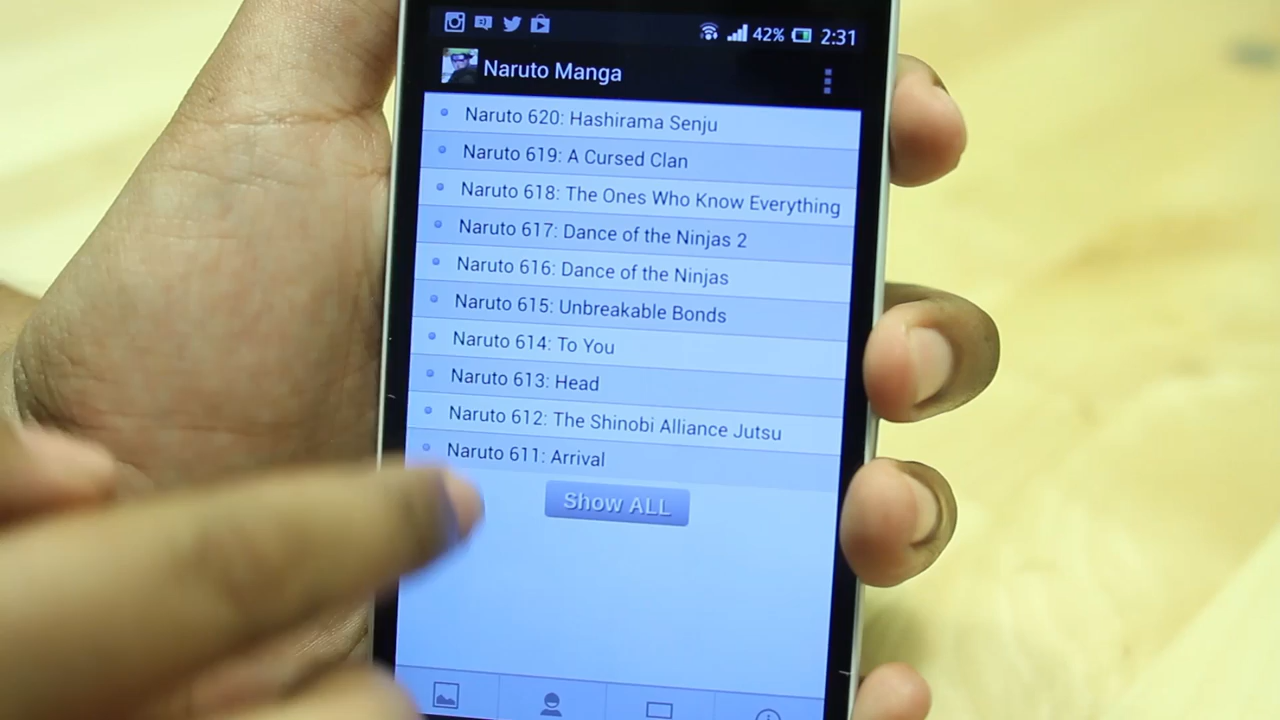 42% 2:31
Naruto Manga
Naruto 620: Hashirama Senju
Naruto 619: A Cursed Clan
Naruto 618: The Ones Who Know Everything
Naruto 617: Dance of the Ninjas 2
Naruto 616: Dance of the Ninjas
Naruto 615: Unbreakable Bonds
Naruto 614: To You
Naruto 613: Head
Naruto 612: The Shinobi Alliance Jutsu
Naruto 611: Arrival
Show ALL